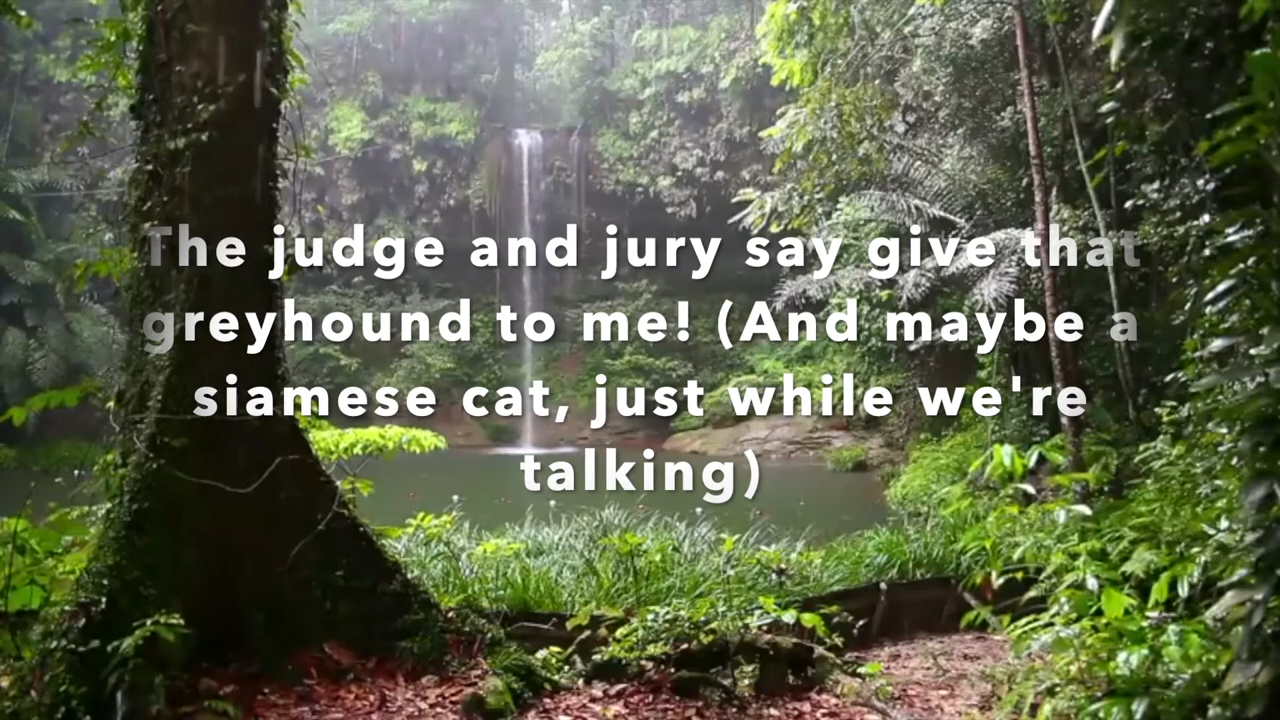 The judge and jury say give that
greyhound to me! (And maybe a
siamese cat, just while we're
talking)